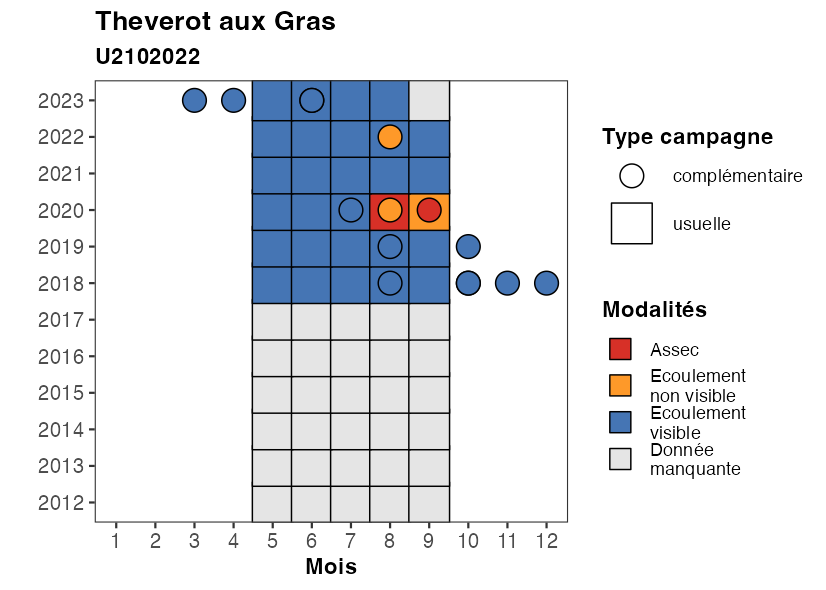 Theverot aux Gras
U2102022
2023
2022
2021
2020
2019
2018
2017
2016
2015
2014
2013
2012
1 2 3 4 5 6 7 8 9 10 11 12
Mois
Type campagne
complémentaire
usuelle
Modalités
Assec
Ecoulement
non visible
Ecoulement
visible
Donnée
manquante